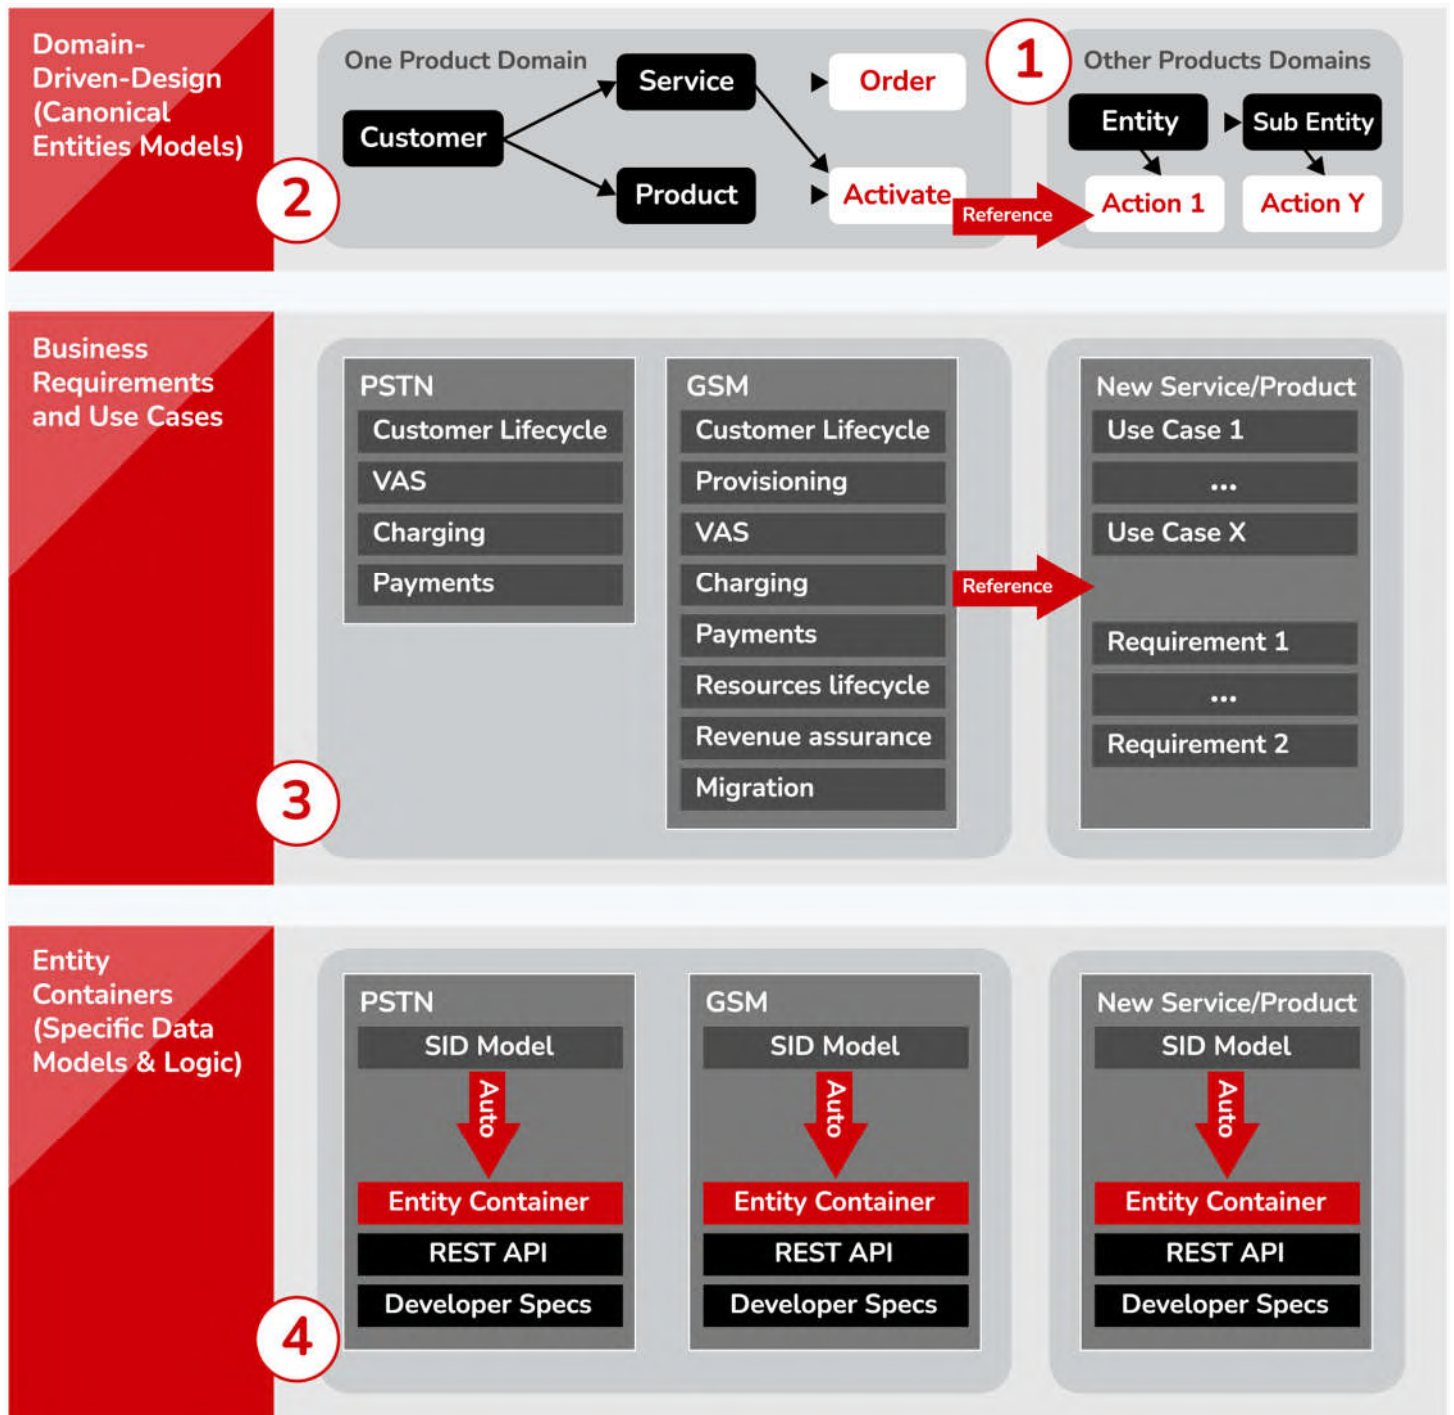 Domain-
Driven-Design
(Canonical
Entities Models)
2
One Product Domain
Customer
Service
Product
Order
Activate
Reference
1
Other Products Domains
Entity
Sub Entity
Action 1
Action Y
Business
Requirements
and Use Cases
3
PSTN
Customer Lifecycle
VAS
Charging
Payments
GSM
Customer Lifecycle
Provisioning
VAS
Charging
Payments
Resources lifecycle
Revenue assurance
Migration
Reference
New Service/Product
Use Case 1
...
Use Case X
Requirement 1
...
Requirement 2
Entity
Containers
(Specific Data
Models & Logic)
4
PSTN
SID Model
Auto
Entity Container
REST API
Developer Specs
GSM
SID Model
Auto
Entity Container
REST API
Developer Specs
New Service/Product
SID Model
Auto
Entity Container
REST API
Developer Specs